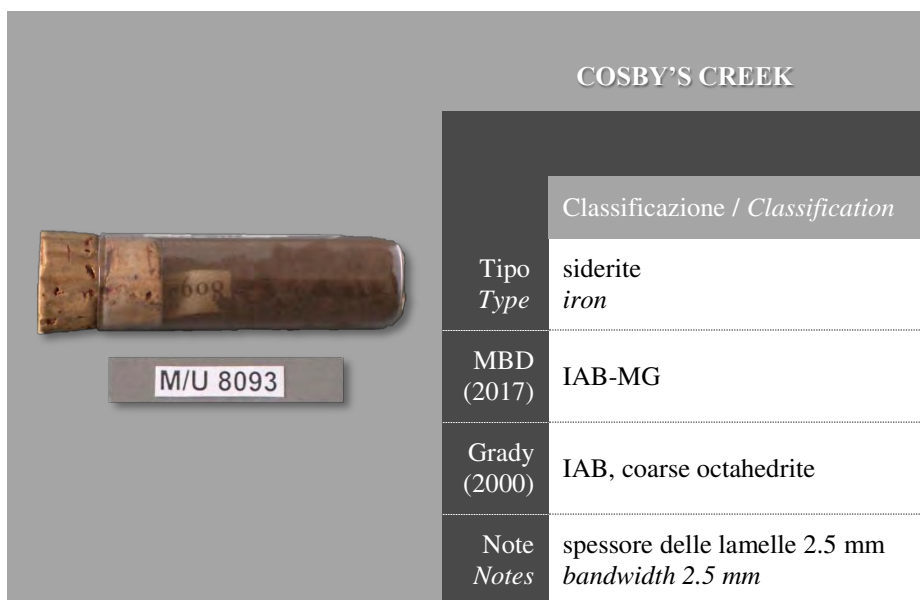 COSBY'S CREEK
Classificazione / Classification
Tipo
Type
siderite
iron
MBD
(2017)
IAB-MG
Grady
(2000)
IAB, coarse octahedrite
Note
Notes
spessore delle lamelle 2.5 mm
bandwidth 2.5 mm
M/U 8093